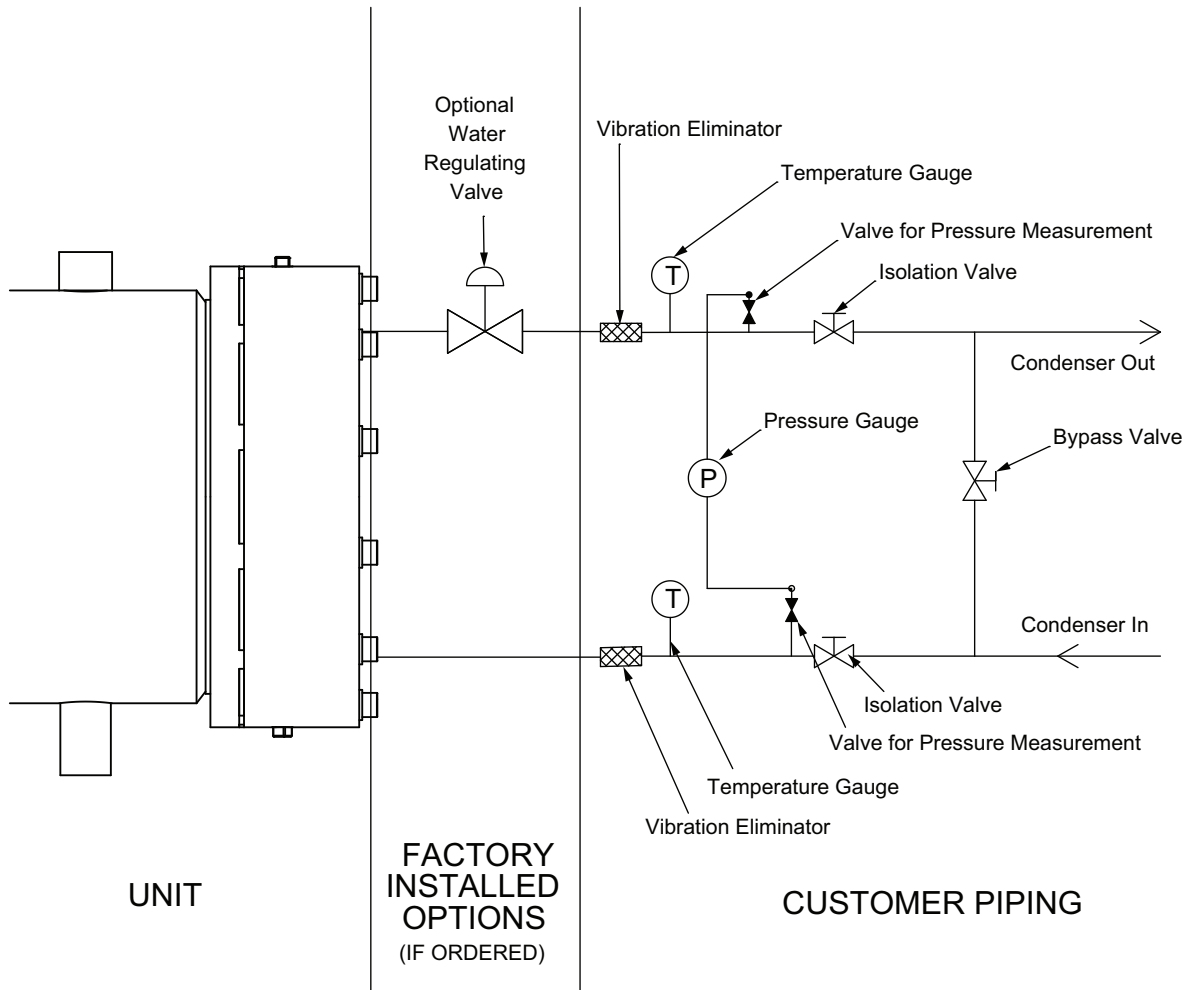 Optional
Water
Regulating
Valve
Vibration Eliminator
Temperature Gauge
Valve for Pressure Measurement
Isolation Valve
T
Condenser Out
Pressure Gauge
Bypass Valve
P
T
Condenser In
Isolation Valve
Valve for Pressure Measurement
Temperature Gauge
Vibration Eliminator
UNIT
FACTORY
INSTALLED
OPTIONS
(IF ORDERED)
CUSTOMER PIPING